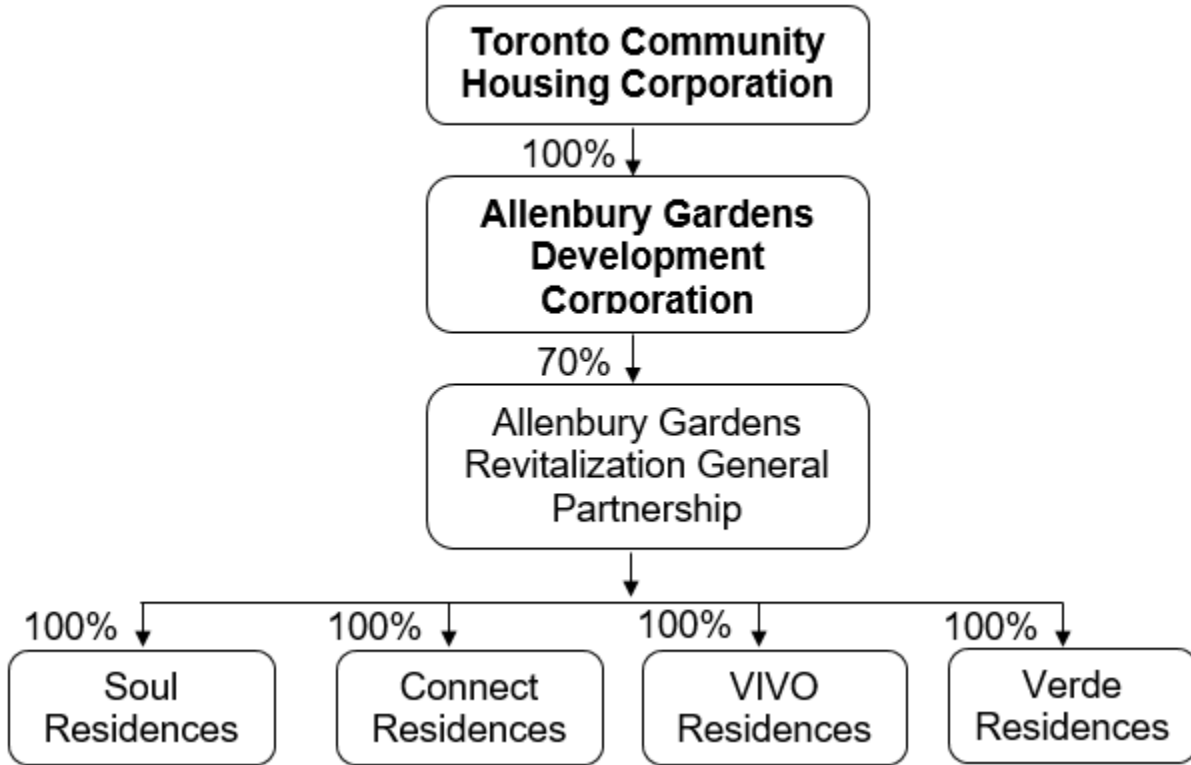 Toronto Community
Housing Corporation
100%
Allenbury Gardens
Development
Corporation
70%
Allenbury Gardens
Revitalization General
Partnership
100%
100%
100%
100%
Soul
Residences
Connect
Residences
VIVO
Residences
Verde
Residences